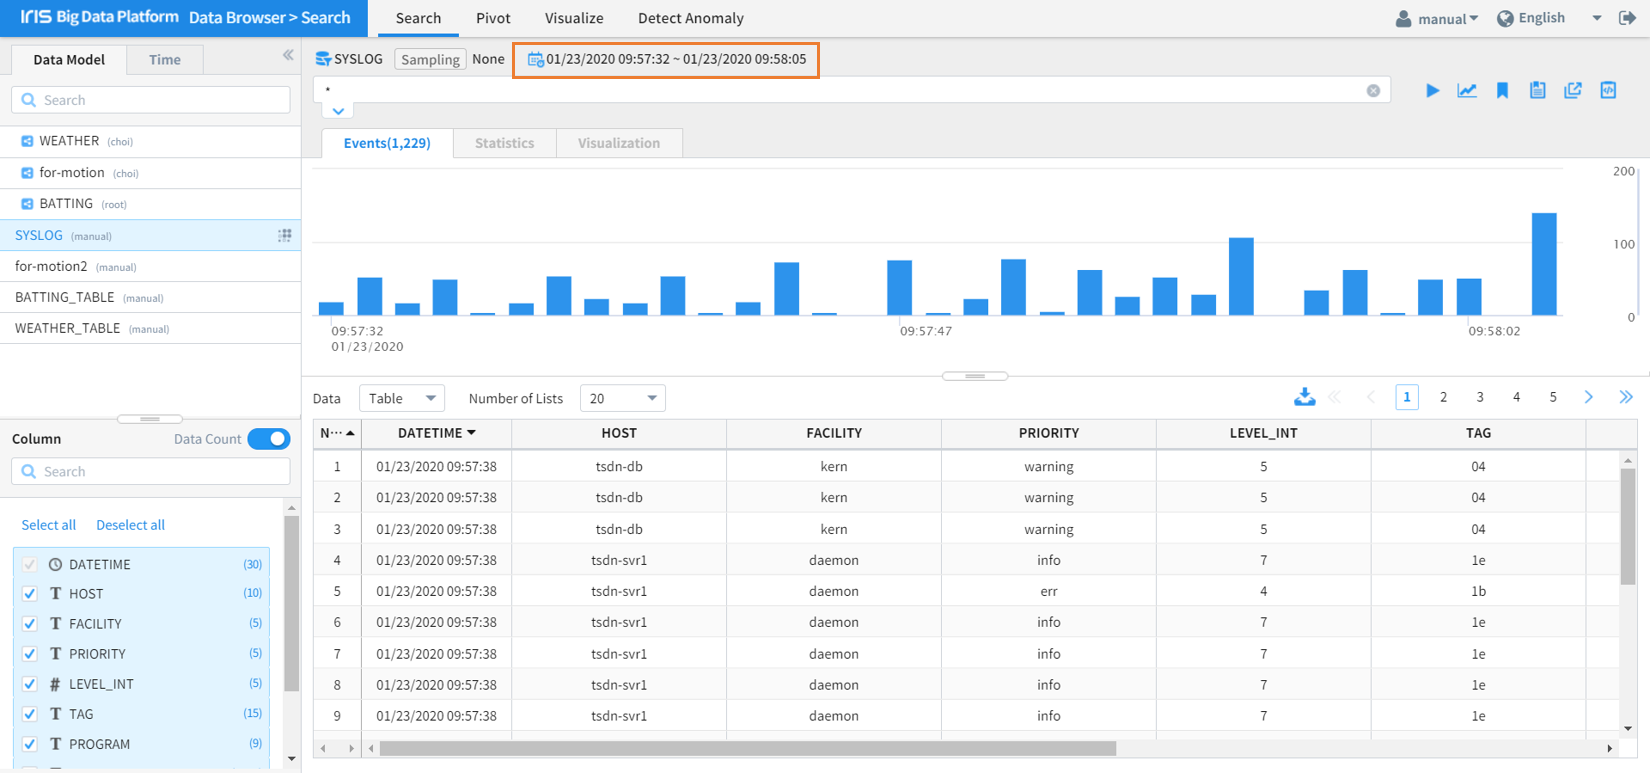 IRIS Big Data Platform Data Browser > Search
Search Pivot Visualize Detect Anomaly
manual English
Data Model Time
Search
WEATHER (choi)
for-motion (choi)
BATTING (root)
SYSLOG (manual)
for-motion2 (manual)
BATTING_TABLE (manual)
WEATHER_TABLE (manual)
Column Data Count
Search
Select all Deselect all
DATETIME (30)
T HOST (10)
T FACILITY (5)
T PRIORITY (5)
# LEVEL_INT (5)
T TAG (15)
T PROGRAM (9)
SYSLOG Sampling None 01/23/2020 09:57:32 ~ 01/23/2020 09:58:05
*
Events(1,229) Statistics Visualization
200
100
0
09:57:32 09:57:47 09:58:02
01/23/2020
Data Table Number of Lists 20 1 2 3 4 5
N··· DATETIME HOST FACILITY PRIORITY LEVEL_INT TAG
1 01/23/2020 09:57:38 tsdn-db kern warning 5 04
2 01/23/2020 09:57:38 tsdn-db kern warning 5 04
3 01/23/2020 09:57:38 tsdn-db kern warning 5 04
4 01/23/2020 09:57:38 tsdn-svr1 daemon info 7 1e
5 01/23/2020 09:57:38 tsdn-svr1 daemon err 4 1b
6 01/23/2020 09:57:38 tsdn-svr1 daemon info 7 1e
7 01/23/2020 09:57:38 tsdn-svr1 daemon info 7 1e
8 01/23/2020 09:57:38 tsdn-svr1 daemon info 7 1e
9 01/23/2020 09:57:38 tsdn-svr1 daemon info 7 1e